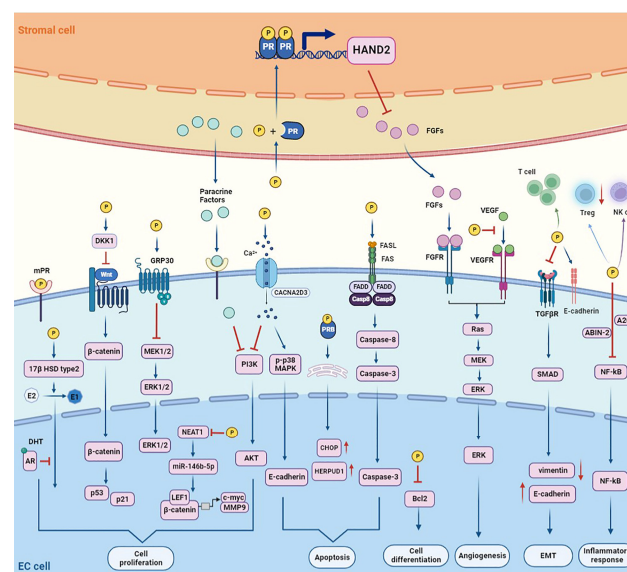 Stromal cell
P
P
PR
PR
HAND2
P
+
PR
FGFs
P
Paracrine
Factors
T cell
Treg
NK c
FGFs
VEGF
P
P
P
P
P
P
DKK1
Wnt
GRP30
Ca²⁺
CACNA2D3
FASL
FAS
FADD
FADD
Casp8
Casp8
FGFR
VEGFR
TGFβR
E-cadherin
P
mPR
P
P
17β HSD type2
E2
E1
β-catenin
MEK1/2
ERK1/2
PI3K
p-p38
MAPK
P
PRB
Caspase-8
Caspase-3
Ras
MEK
ERK
SMAD
ABIN-2
A20
NF-kB
DHT
AR
β-catenin
p53
p21
ERK1/2
NEAT1
P
miR-146b-5p
LEF1
β-catenin
c-myc
MMP9
AKT
E-cadherin
CHOP
HERPUD1
Caspase-3
P
Bcl2
ERK
vimentin
E-cadherin
NF-kB
Cell
proliferation
Apoptosis
Cell
differentiation
Angiogenesis
EMT
Inflammator
response
EC cell